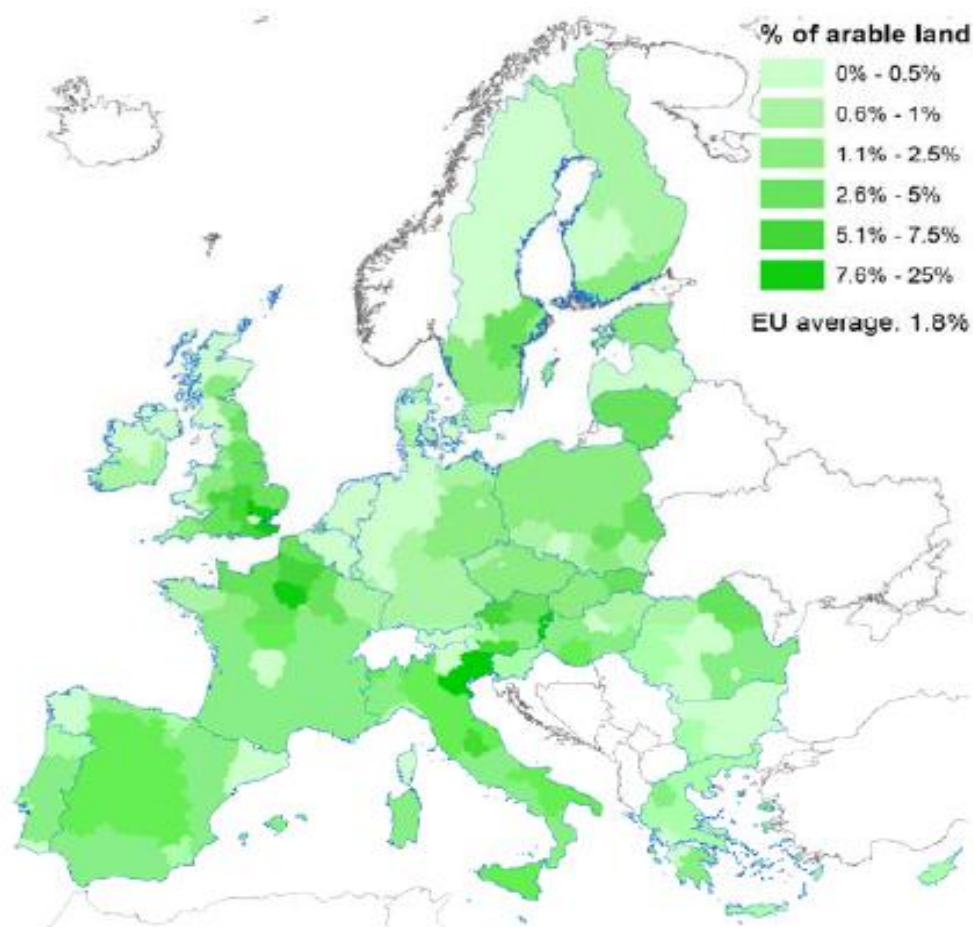 % of arable land
0% - 0.5%
0.6% - 1%
1.1% - 2.5%
2.6% - 5%
5.1% - 7.5%
7.6% - 25%
EU average. 1.8%